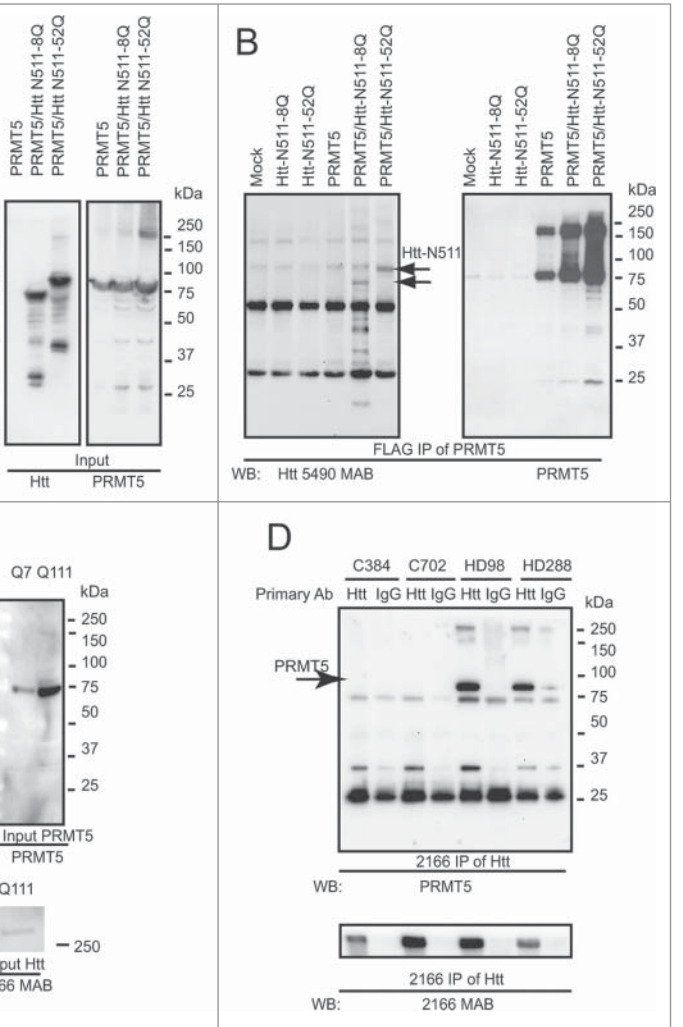 PRMT5
PRMT5/Htt N511-8Q
PRMT5/Htt N511-52Q
PRMT5
PRMT5/Htt N511-8Q
PRMT5/Htt N511-52Q
kDa
250
150
100
75
50
37
25
Input
Htt PRMT5
B
Mock
Htt-N511-8Q
Htt-N511-52Q
PRMT5
PRMT5/Htt-N511-8Q
PRMT5/Htt-N511-52Q
Htt-N511
Mock
Htt-N511-8Q
Htt-N511-52Q
PRMT5
PRMT5/Htt-N511-8Q
PRMT5/Htt-N511-52Q
kDa
250
150
100
75
50
37
25
FLAG IP of PRMT5
WB: Htt 5490 MAB PRMT5
Q7 Q111
kDa
250
150
100
75
50
37
25
Input PRMT5
PRMT5
Q111
250
put Htt
66 MAB
D
C384 C702 HD98 HD288
Primary Ab Htt IgG Htt IgG Htt IgG Htt IgG
kDa
PRMT5
250
150
100
75
50
37
25
2166 IP of Htt
WB: PRMT5
2166 IP of Htt
WB: 2166 MAB